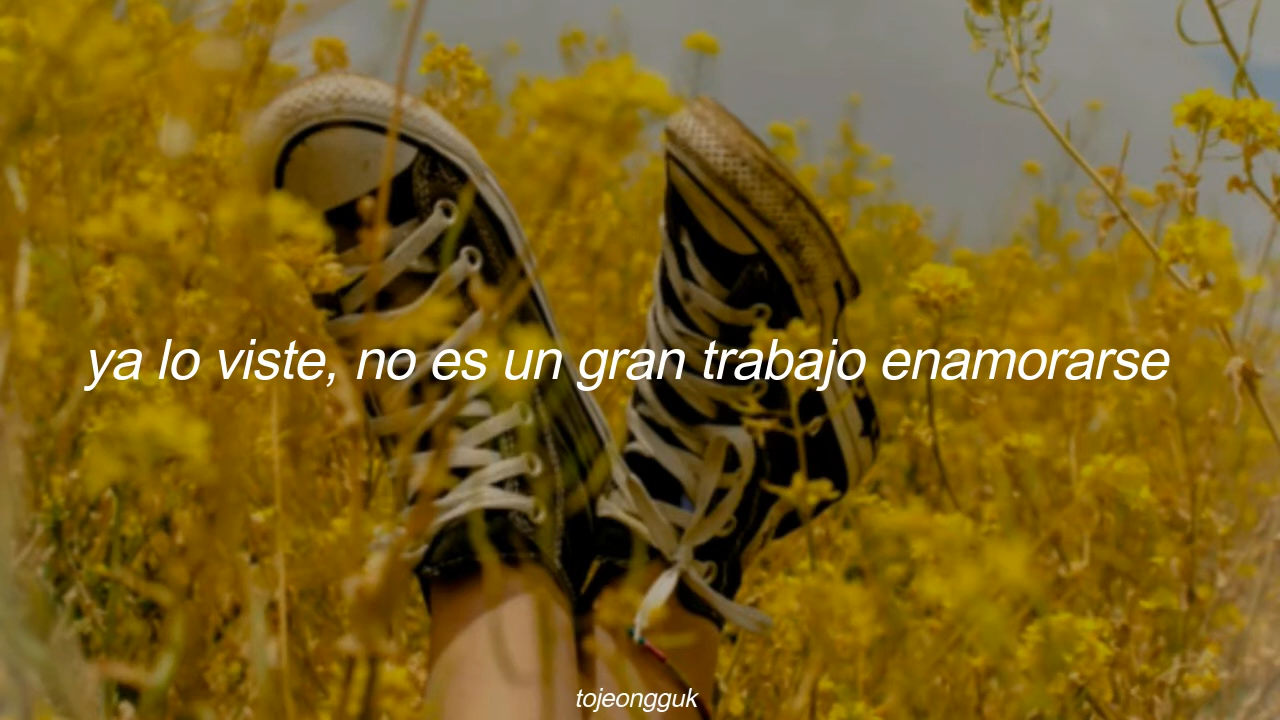 ya lo viste, no es un gran trabajo enamorarse
tojeongguk